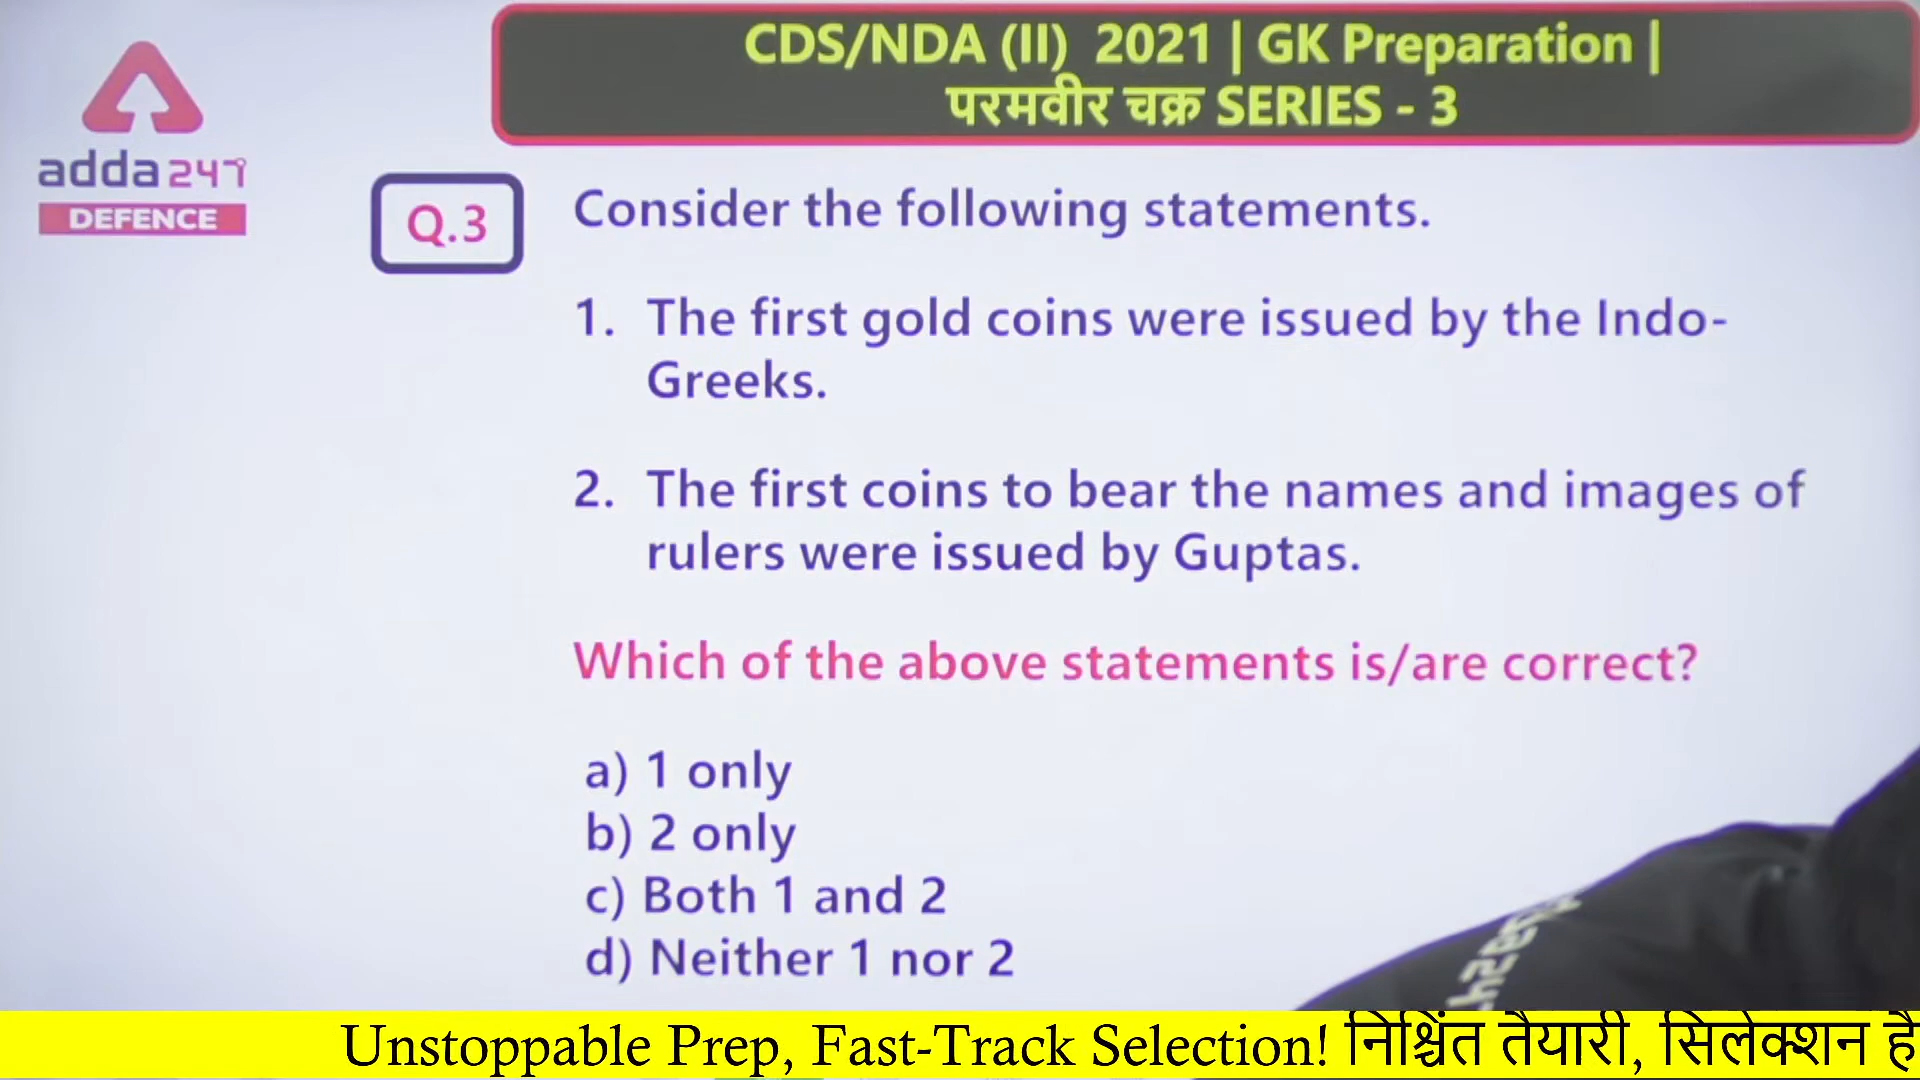 CDS/NDA (II) 2021 | GK Preparation |
परमवीर चक्र SERIES - 3
adda247
DEFENCE
Q.3
Consider the following statements.
1. The first gold coins were issued by the Indo-
Greeks.
2. The first coins to bear the names and images of
rulers were issued by Guptas.
Which of the above statements is/are correct?
a) 1 only
b) 2 only
c) Both 1 and 2
d) Neither 1 nor 2
Unstoppable Prep, Fast-Track Selection! निश्चिंत तैयारी, सिलेक्शन है